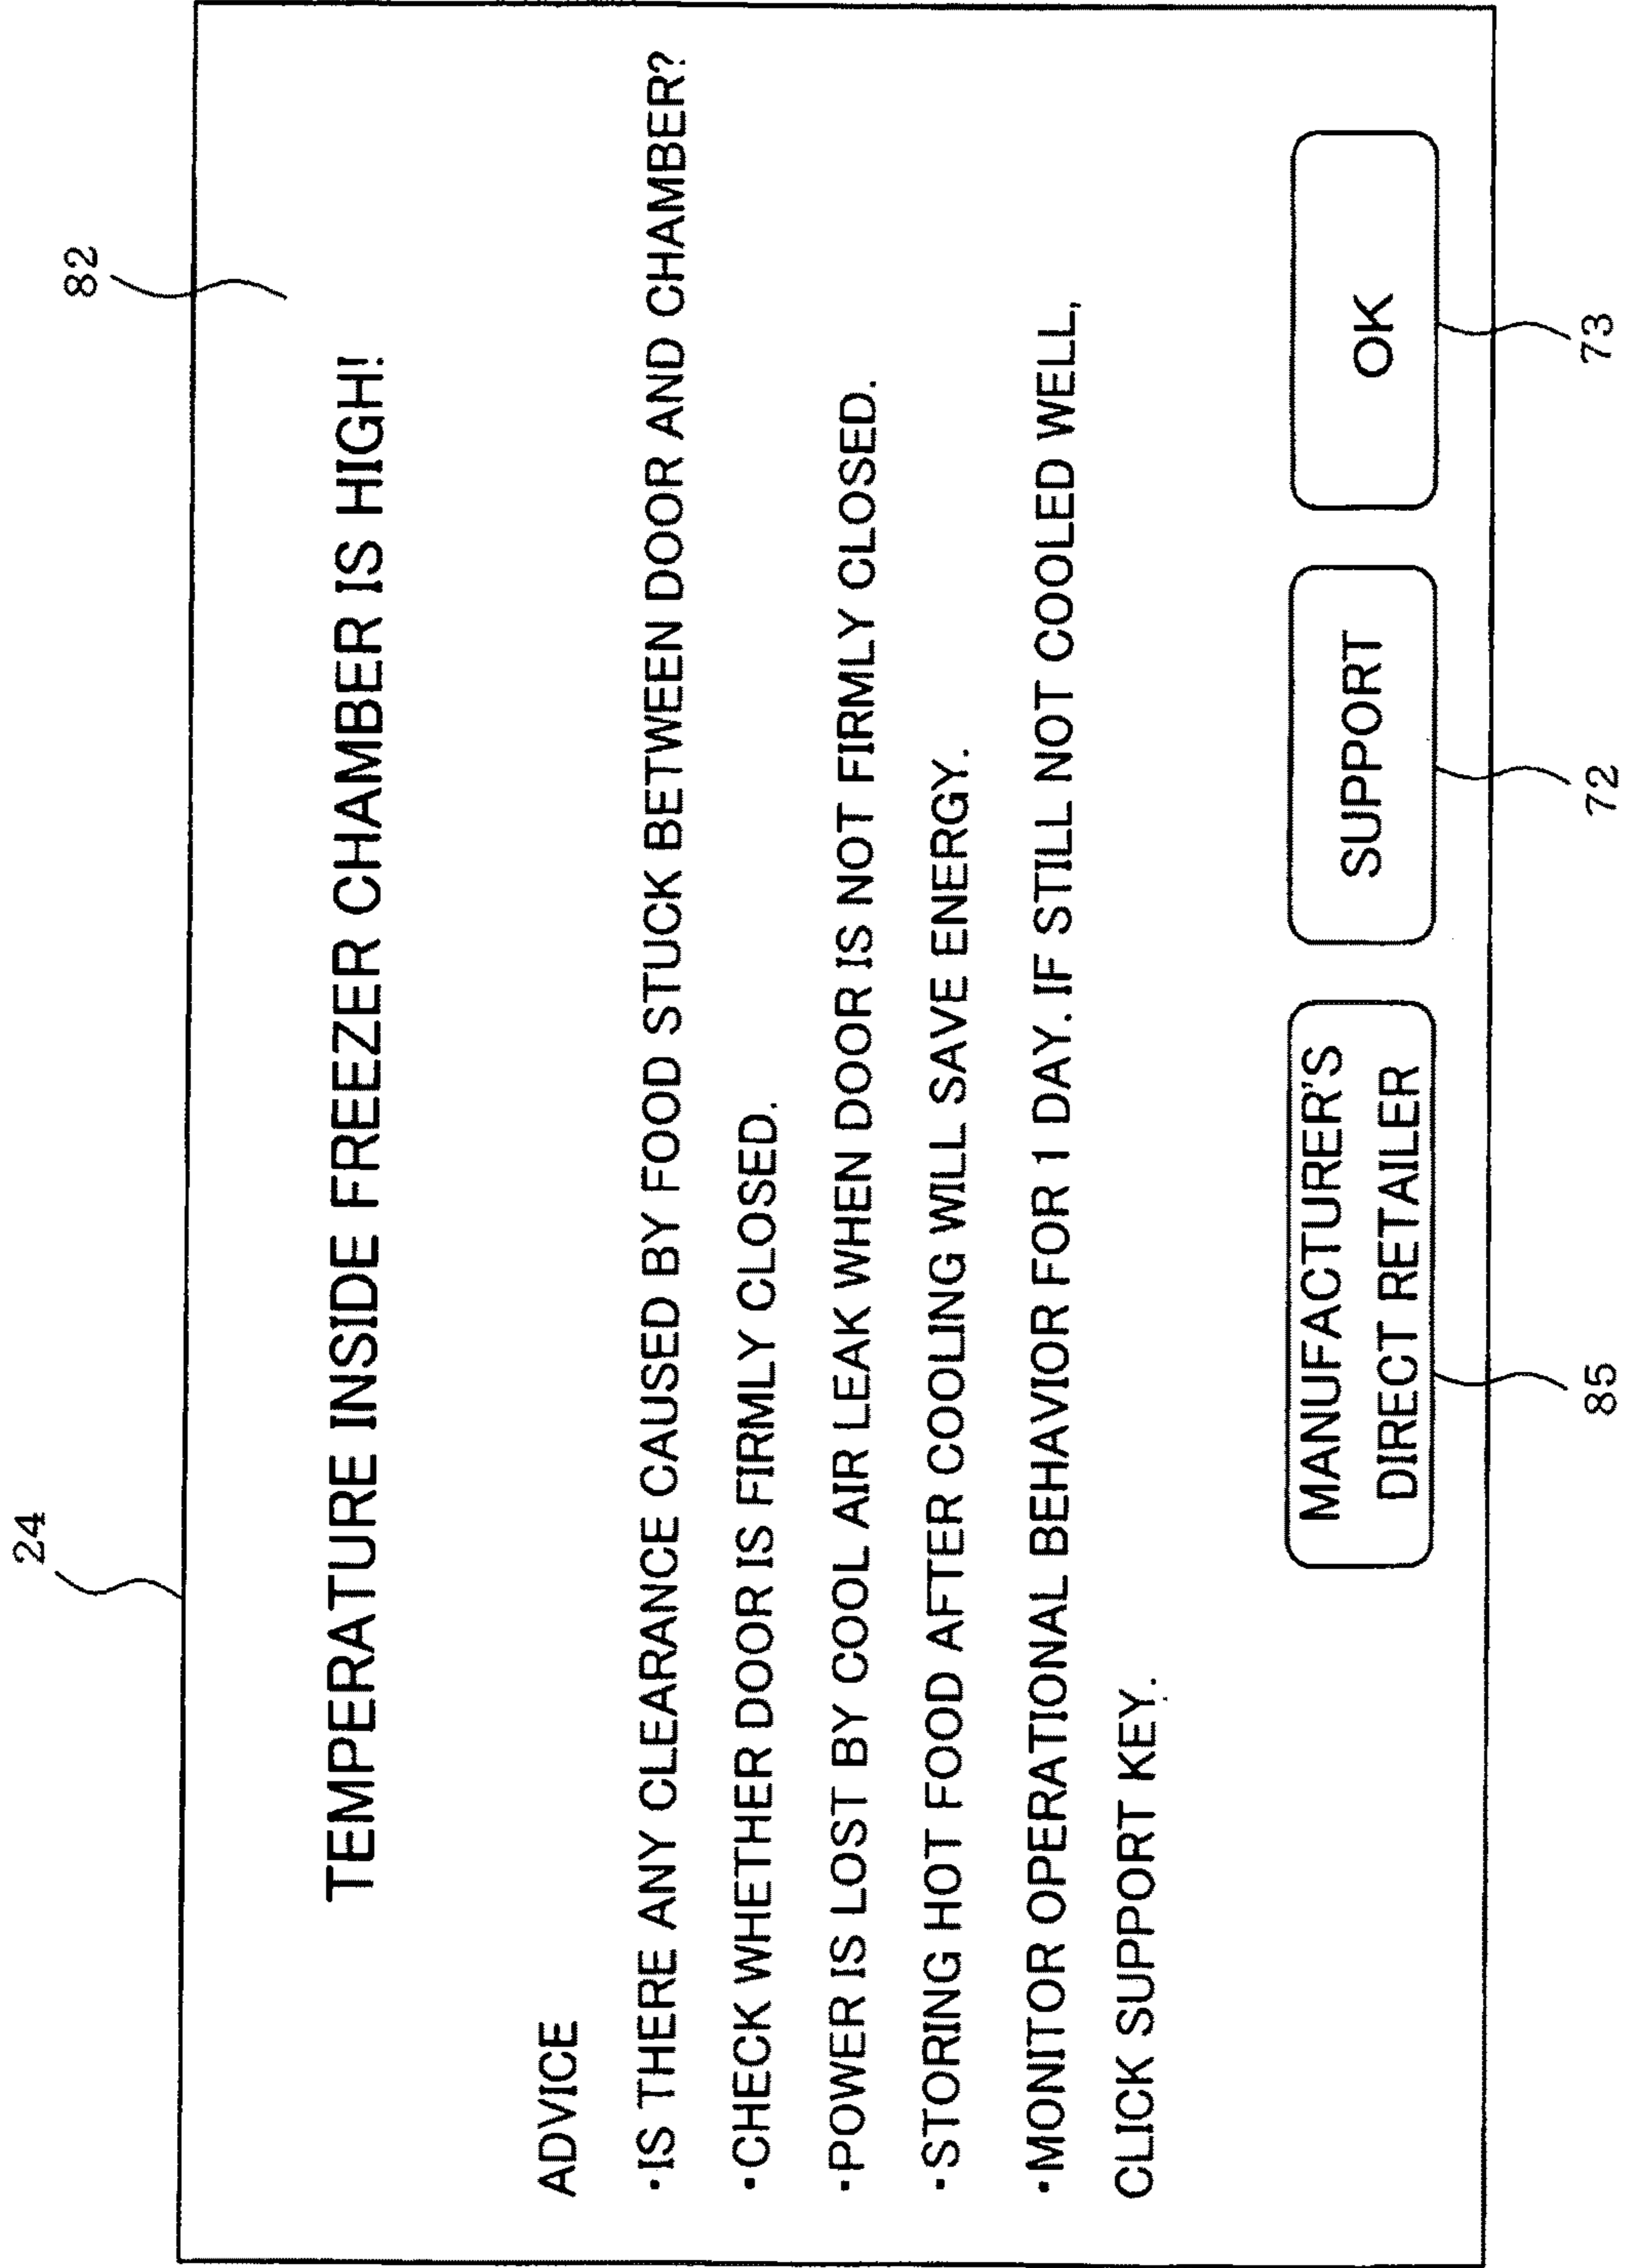 24
82
TEMPERATURE INSIDE FREEZER CHAMBER IS HIGH!
ADVICE
·IS THERE ANY CLEARANCE CAUSED BY FOOD STUCK BETWEEN DOOR AND CHAMBER?
·CHECK WHETHER DOOR IS FIRMLY CLOSED.
·POWER IS LOST BY COOL AIR LEAK WHEN DOOR IS NOT FIRMLY CLOSED.
·STORING HOT FOOD AFTER COOLING WILL SAVE ENERGY.
·MONITOR OPERATIONAL BEHAVIOR FOR 1 DAY. IF STILL NOT COOLED WELL,
CLICK SUPPORT KEY.
MANUFACTURER'S
DIRECT RETAILER
SUPPORT
OK
85
72
73